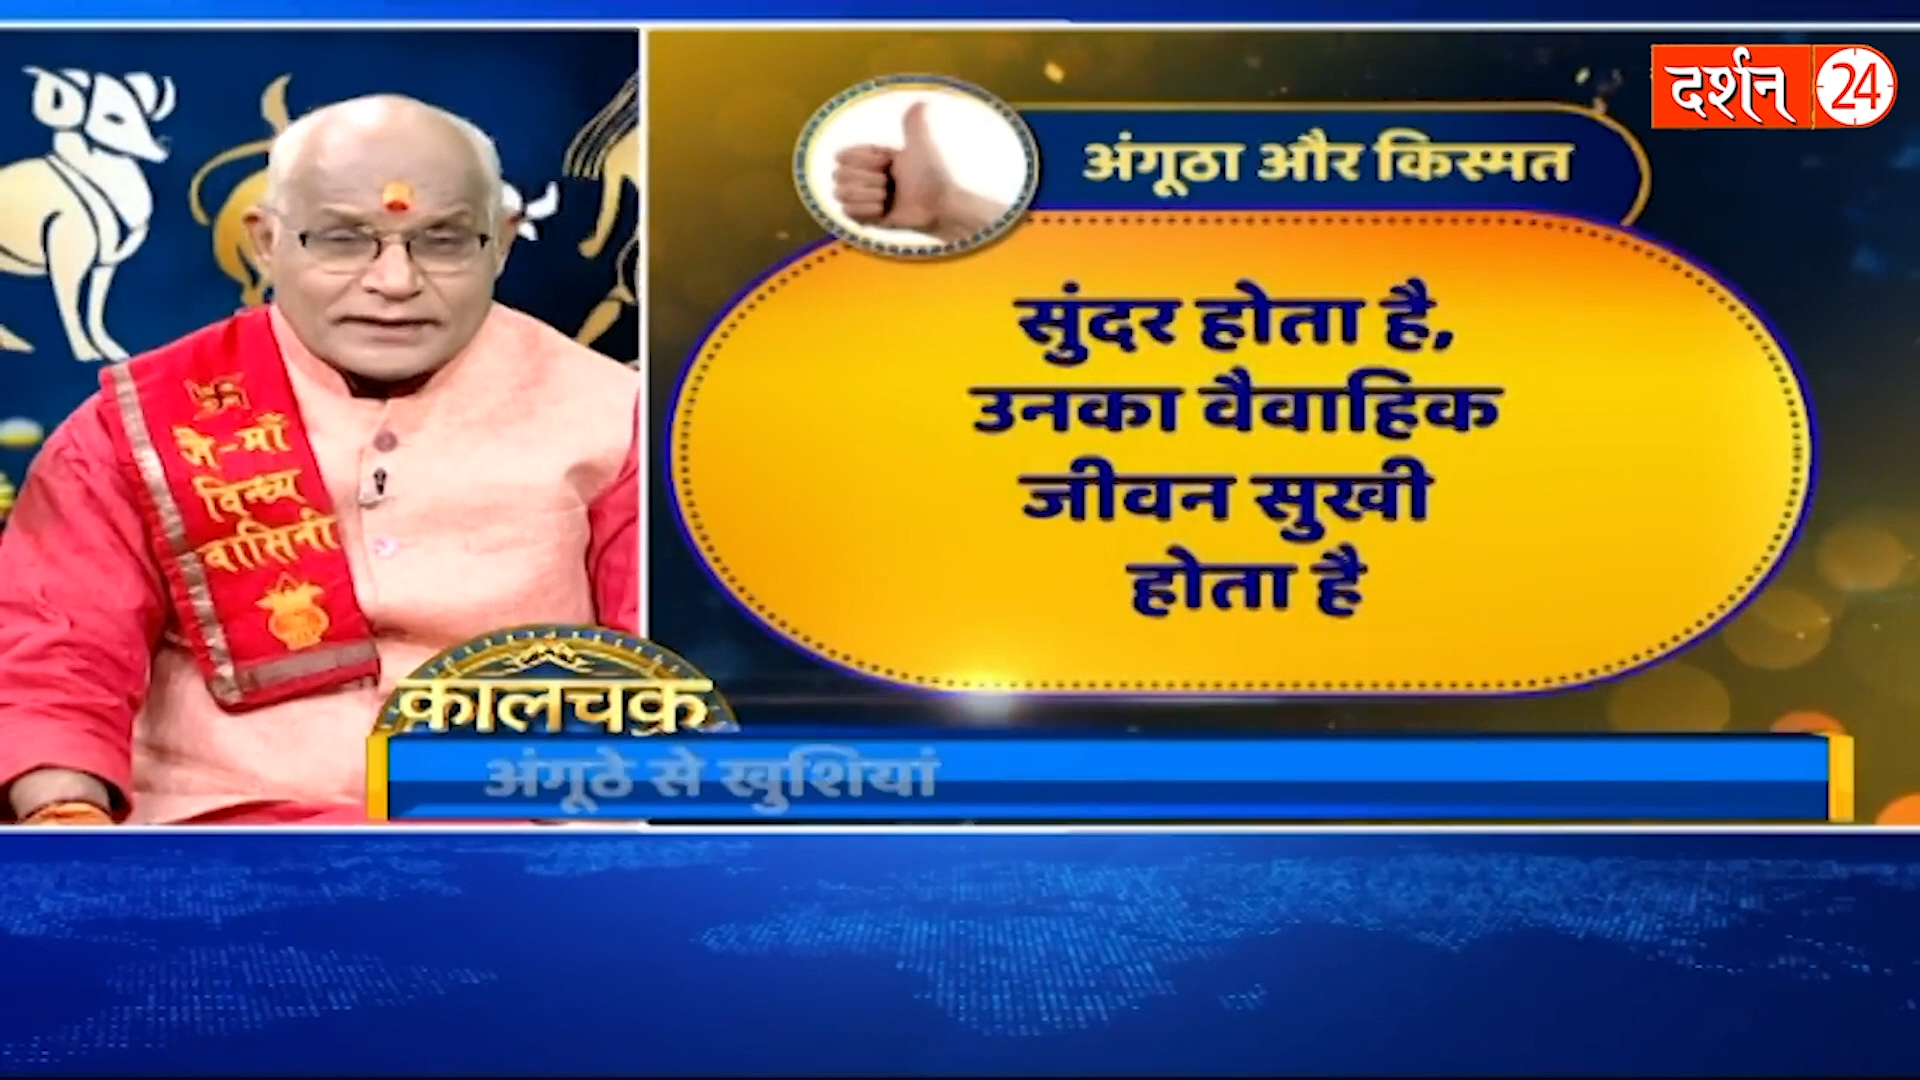 दर्शन 24
अंगूठा और किस्मत
सुंदर होता है,
उनका वैवाहिक
जीवन सुखी
होता है
जै-माँ
विन्ध्य
वासिनी
कालचक्र
अंगूठे से खुशियां